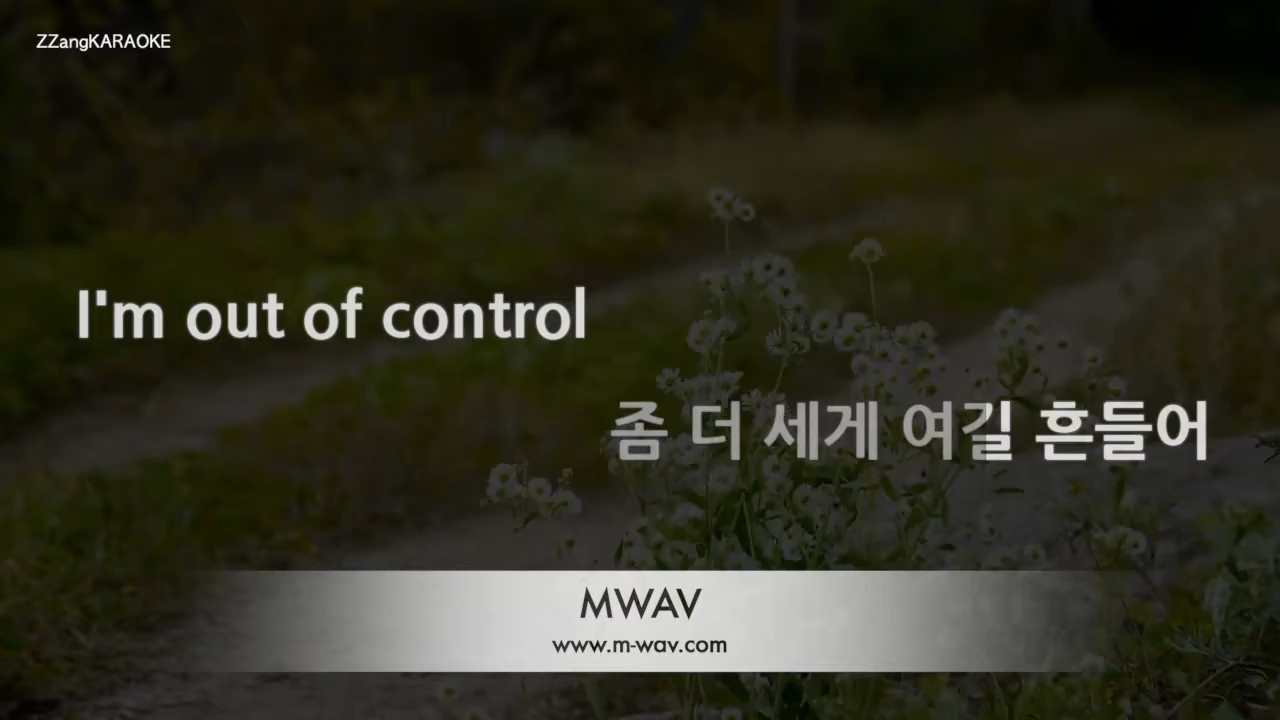 ZZangKARAOKE
I'm out of control
좀 더 세게 여길 흔들어
MWAV
www.m-wav.com